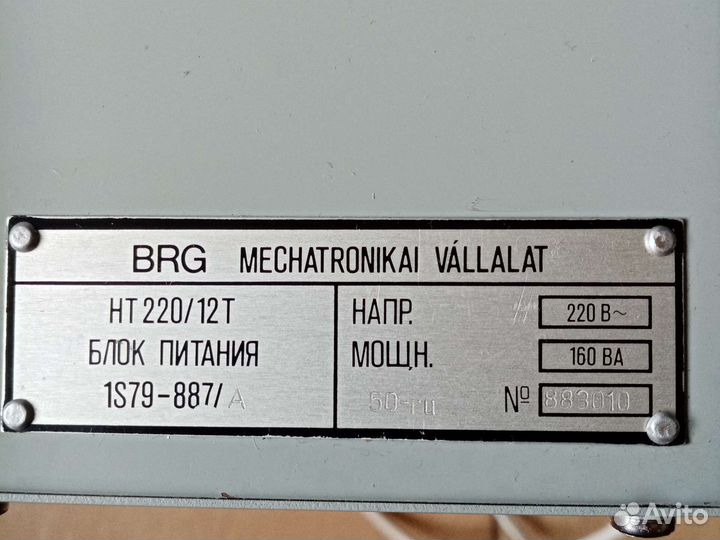 BRG MECHATRONIKAI VÁLLALAT
HT 220/12T
БЛОК ПИТАНИЯ
1S79-887/A
НАПР. 220 В~
МОЩН. 160 ВА
50-гц № 883010
Avito